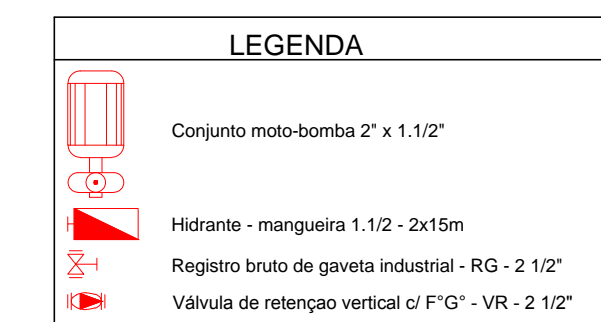 LEGENDA
Conjunto moto-bomba 2" x 1.1/2"
Hidrante - mangueira 1.1/2 - 2x15m
Registro bruto de gaveta industrial - RG - 2 1/2"
Válvula de retençao vertical c/ F°G° - VR - 2 1/2"